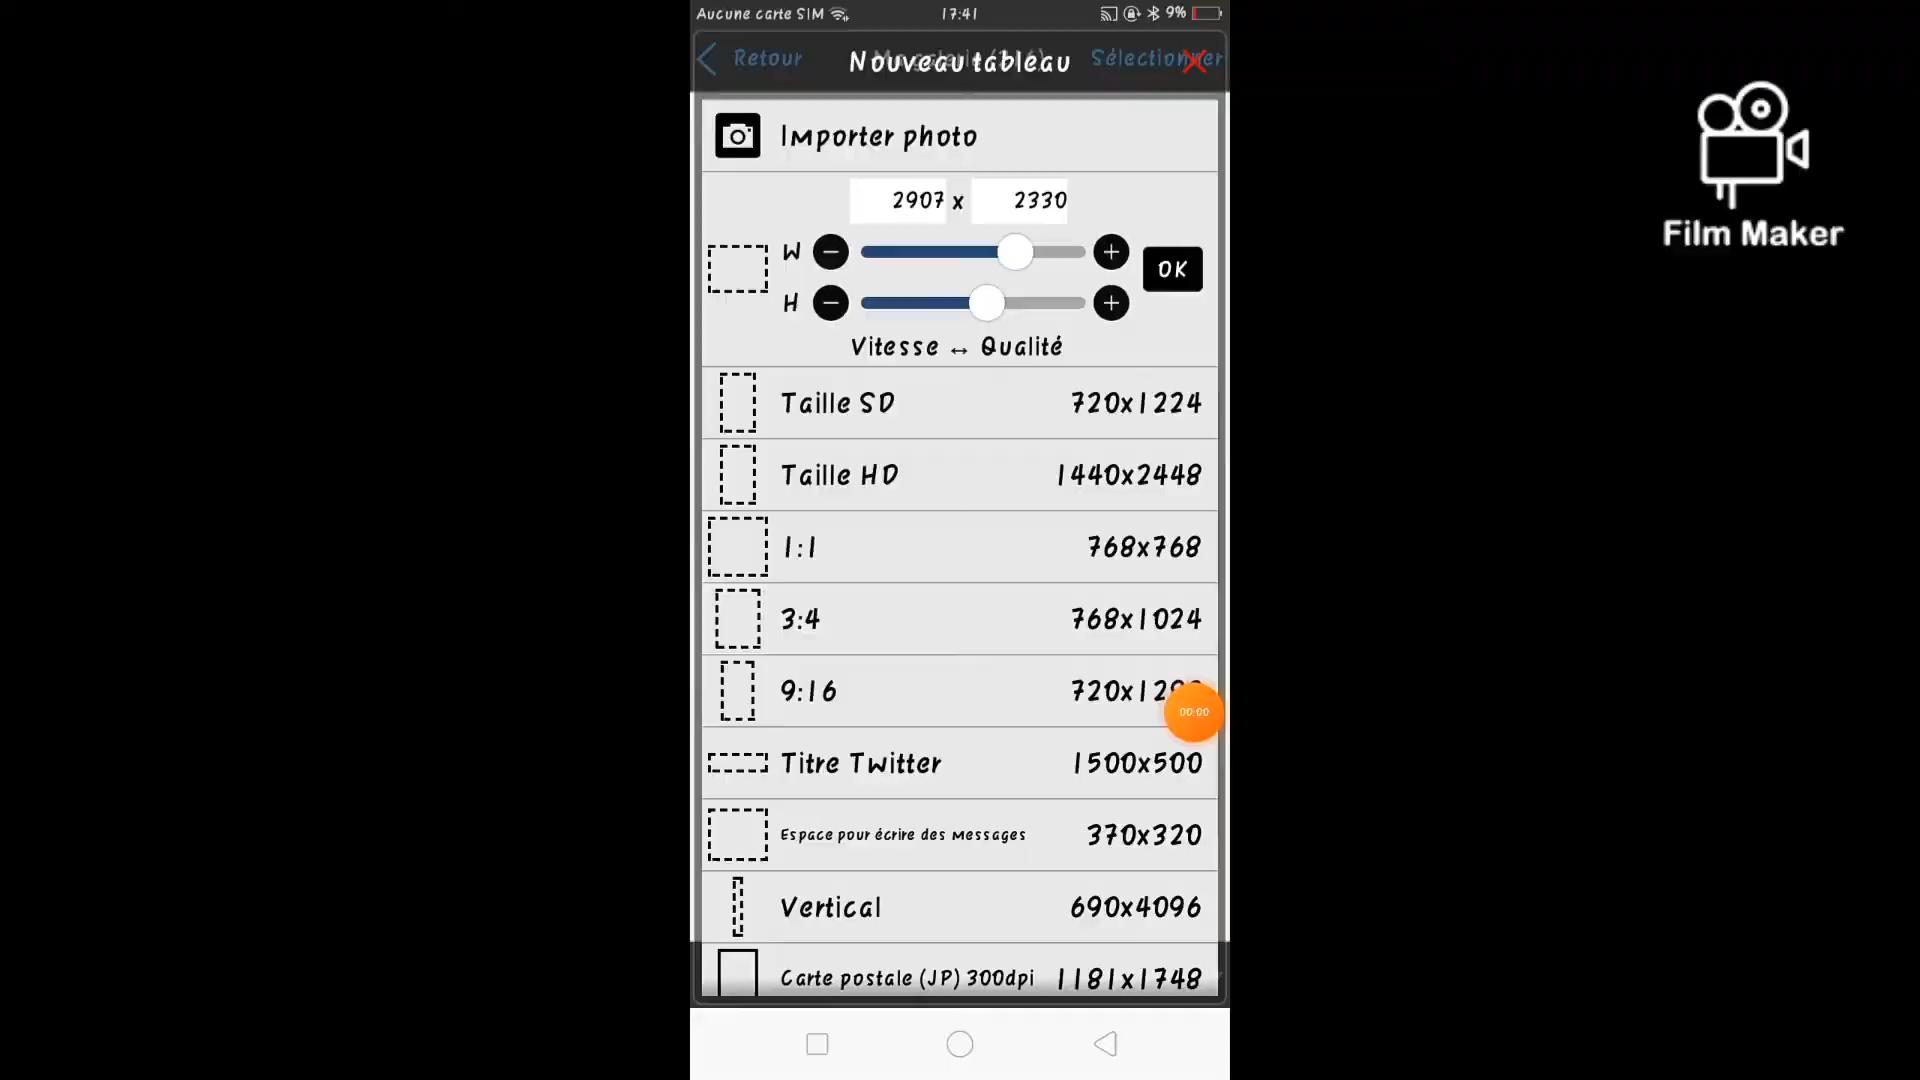 Aucune carte SIM 17:41 9%
Retour Nouveau tableau Sélectionner
Importer photo
2907 x 2330
W OK
H
Vitesse ↔ Qualité
Taille SD 720x1224
Taille HD 1440x2448
1:1 768x768
3:4 768x1024
9:16
00:00
Titre Twitter 1500x500
Espace pour écrire des messages 370x320
Vertical 690x4096
Carte postale (JP) 300dpi 1181x1748
Film Maker